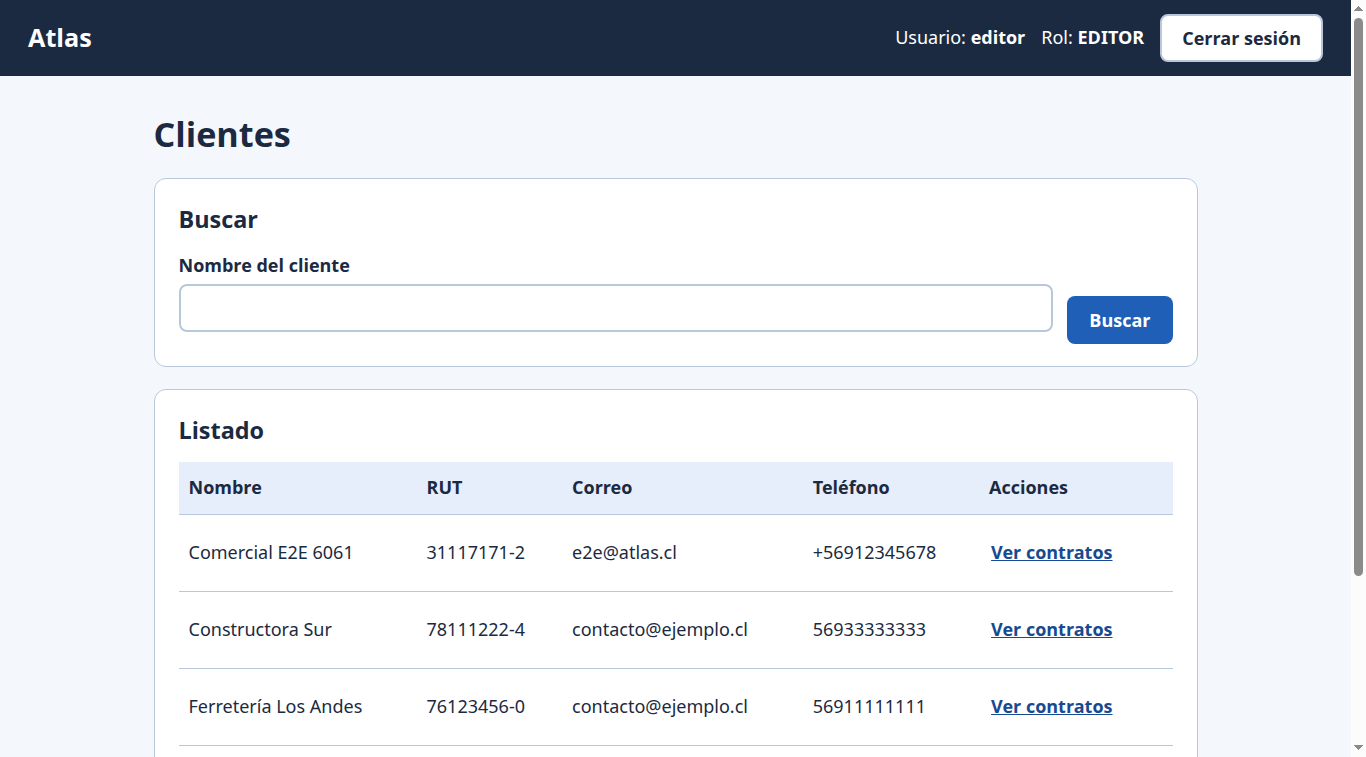 Atlas
Usuario: editor Rol: EDITOR Cerrar sesión
Clientes
Buscar
Nombre del cliente
Buscar
Listado
Nombre RUT Correo Teléfono Acciones
Comercial E2E 6061 31117171-2 e2e@atlas.cl +56912345678 Ver contratos
Constructora Sur 78111222-4 contacto@ejemplo.cl 56933333333 Ver contratos
Ferretería Los Andes 76123456-0 contacto@ejemplo.cl 56911111111 Ver contratos